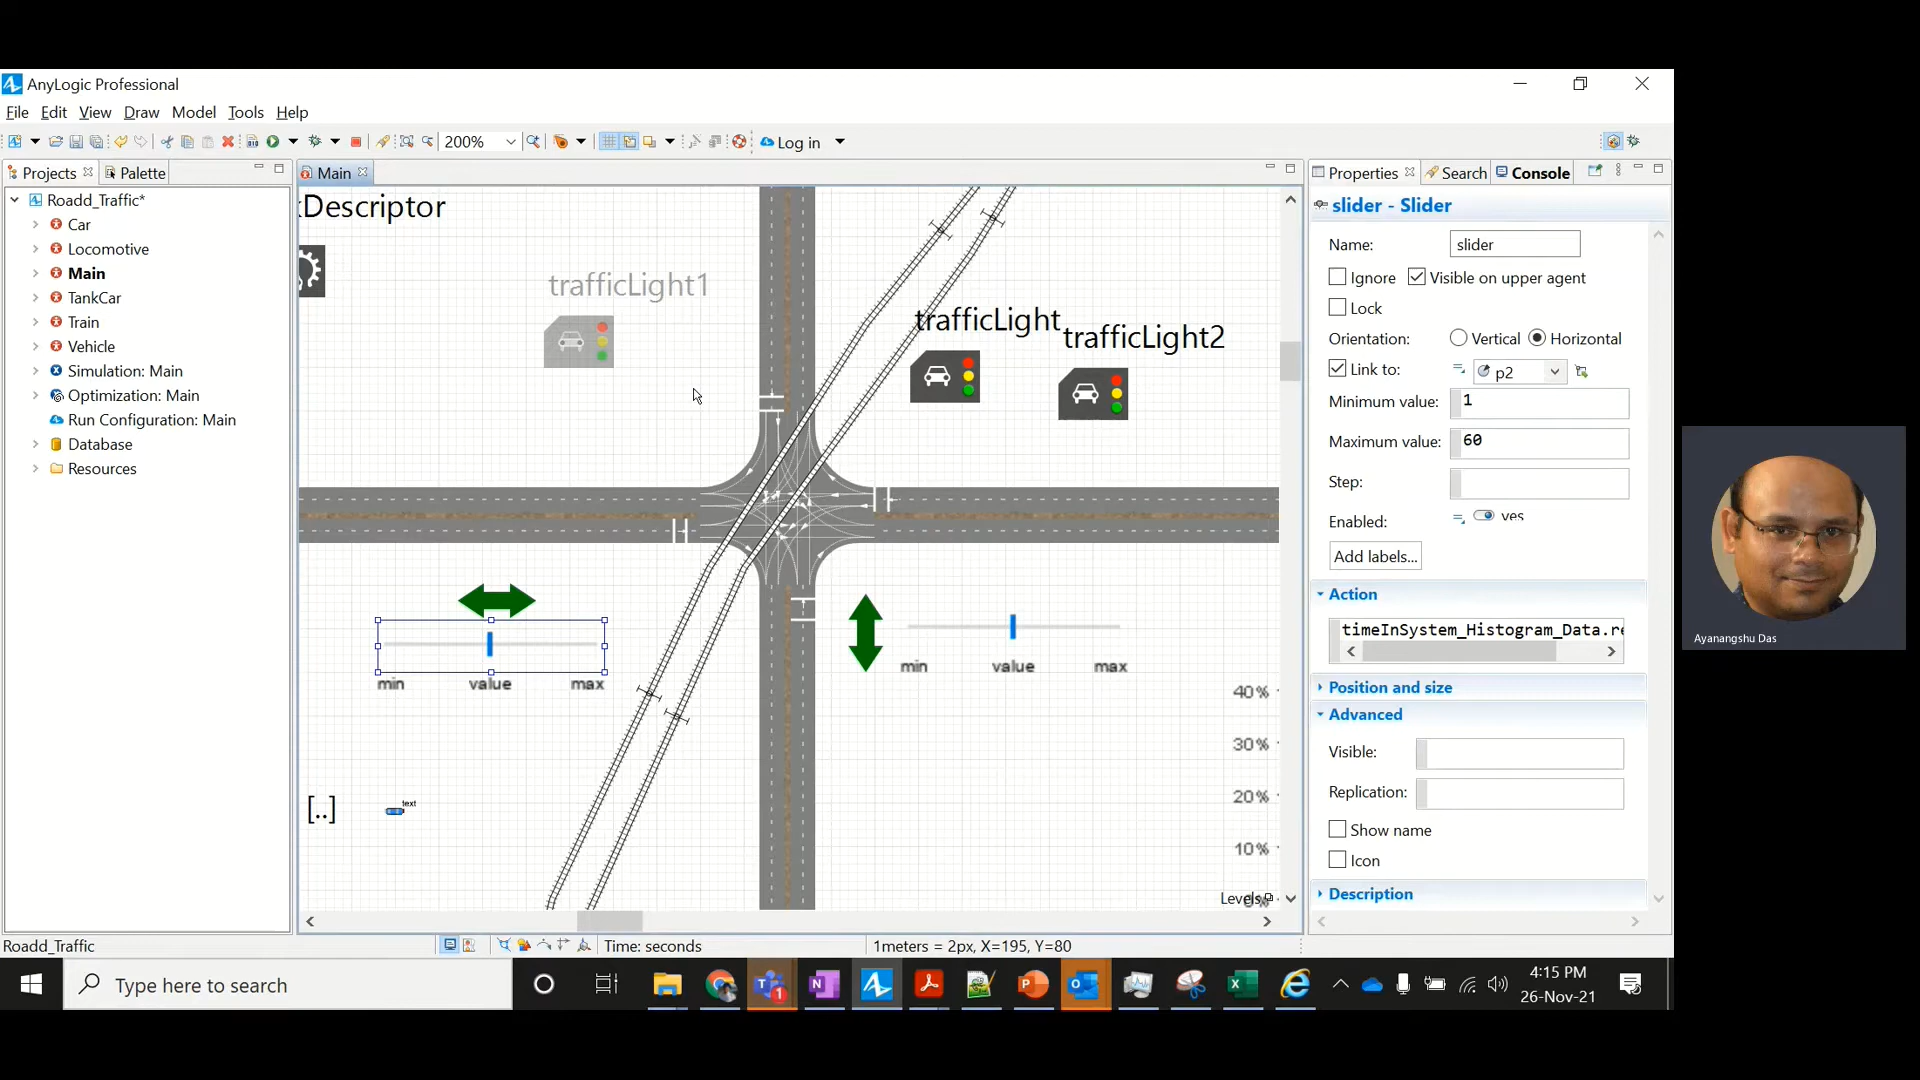 AnyLogic Professional
File Edit View Draw Model Tools Help
200%
Log in
Projects
Palette
Main
Properties
Search
Console
Roadd_Traffic*
Car
Locomotive
Main
TankCar
Train
Vehicle
Simulation: Main
Optimization: Main
Run Configuration: Main
Database
Resources
xDescriptor
trafficLight1
trafficLight
trafficLight2
min value max
min value max
40%
30%
20%
10%
[..]
text
Levels
slider - Slider
Name: slider
Ignore Visible on upper agent
Lock
Orientation: Vertical Horizontal
Link to: p2
Minimum value: 1
Maximum value: 60
Step:
Enabled: yes
Add labels...
Action
timeInSystem_Histogram_Data.re
Position and size
Advanced
Visible:
Replication:
Show name
Icon
Description
Roadd_Traffic
Time: seconds
1meters = 2px, X=195, Y=80
Type here to search
4:15 PM
26-Nov-21
Ayanangshu Das